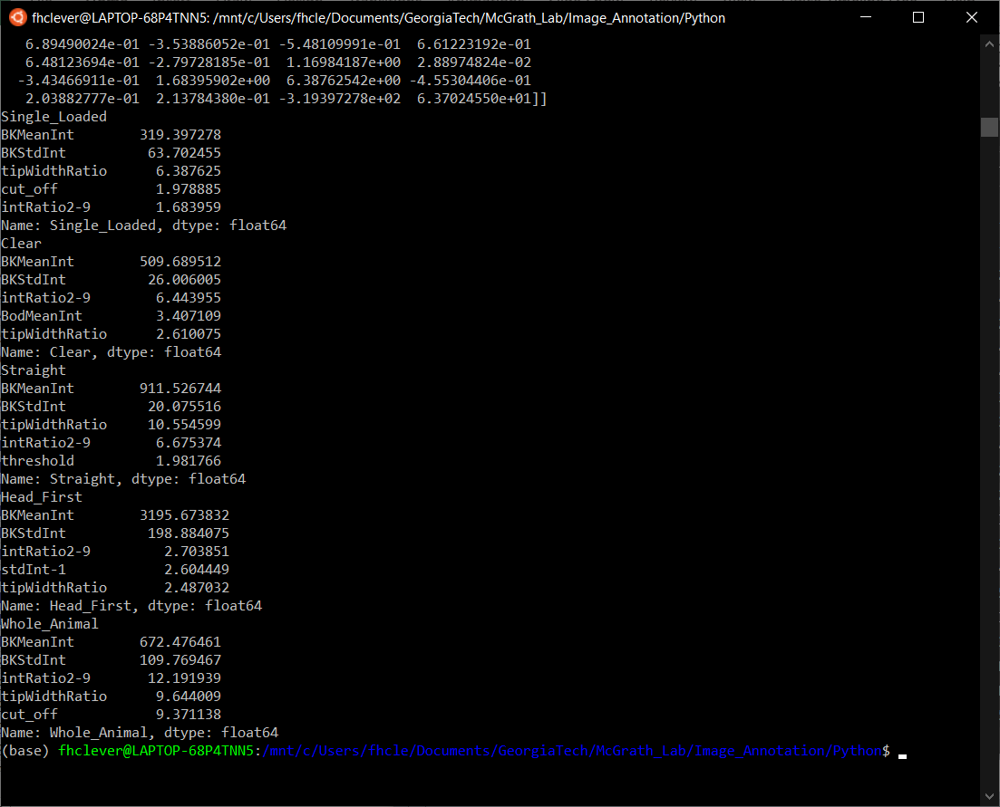 fhclever@LAPTOP-68P4TNN5: /mnt/c/Users/fhcle/Documents/GeorgiaTech/McGrath_Lab/Image_Annotation/Python
6.89490024e-01 -3.53886052e-01 -5.48109991e-01  6.61223192e-01
6.48123694e-01 -2.79728185e-01  1.16984187e+00  2.88974824e-02
-3.43466911e-01  1.68395902e+00  6.38762542e+00 -4.55304406e-01
2.03882777e-01  2.13784380e-01 -3.19397278e+02  6.37024550e+01]]
Single_Loaded
BKMeanInt        319.397278
BKStdInt          63.702455
tipWidthRatio      6.387625
cut_off            1.978885
intRatio2-9        1.683959
Name: Single_Loaded, dtype: float64
Clear
BKMeanInt        509.689512
BKStdInt          26.006005
intRatio2-9        6.443955
BodMeanInt         3.407109
tipWidthRatio      2.610075
Name: Clear, dtype: float64
Straight
BKMeanInt        911.526744
BKStdInt          20.075516
tipWidthRatio     10.554599
intRatio2-9        6.675374
threshold          1.981766
Name: Straight, dtype: float64
Head_First
BKMeanInt        3195.673832
BKStdInt          198.884075
intRatio2-9         2.703851
stdInt-1            2.604449
tipWidthRatio       2.487032
Name: Head_First, dtype: float64
Whole_Animal
BKMeanInt        672.476461
BKStdInt         109.769467
intRatio2-9       12.191939
tipWidthRatio      9.644009
cut_off            9.371138
Name: Whole_Animal, dtype: float64
(base) fhclever@LAPTOP-68P4TNN5:/mnt/c/Users/fhcle/Documents/GeorgiaTech/McGrath_Lab/Image_Annotation/Python$